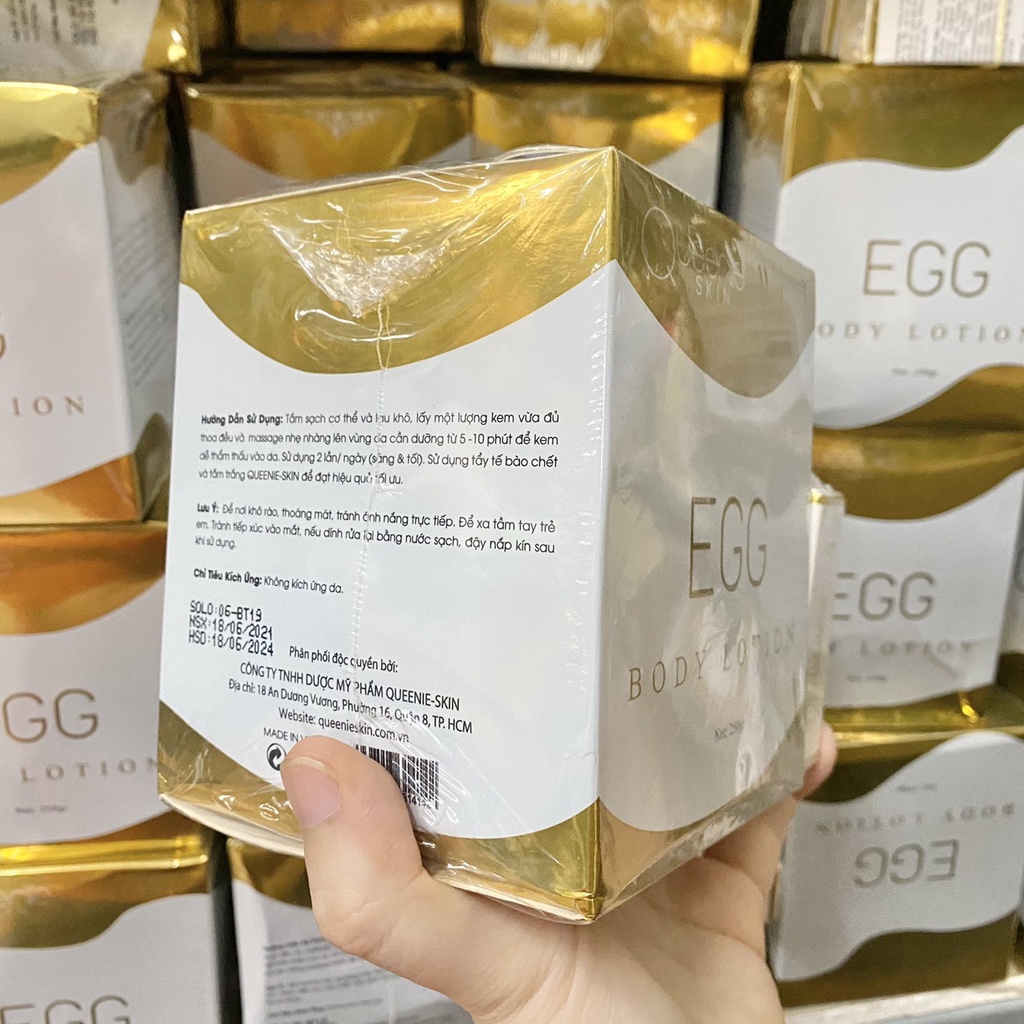 Hướng Dẫn Sử Dụng: Tắm sạch cơ thể và lau khô, lấy một lượng kem vừa đủ
thoa đều và massage nhẹ nhàng lên vùng da cần dưỡng từ 5 -10 phút để kem
dễ thẩm thấu vào da. Sử dụng 2 lần/ ngày (sáng & tối). Sử dụng tẩy tế bào chết
và tắm trắng QUEENIE-SKIN để đạt hiệu quả tối ưu.
Lưu Ý: Để nơi khô ráo, thoáng mát, tránh ánh nắng trực tiếp. Để xa tầm tay trẻ
em. Tránh tiếp xúc vào mắt, nếu dính rửa lại bằng nước sạch, đậy nắp kín sau
khi sử dụng.
Chỉ Tiêu Kích Ứng: Không kích ứng da.
SOLO:06-BT19
NSX:18/06/2021
HSD:18/06/2024
Phân phối độc quyền bởi:
CÔNG TY TNHH DƯỢC MỸ PHẨM QUEENIE-SKIN
Địa chỉ: 18 An Dương Vương, Phường 16, Quận 8, TP. HCM
Website: queenieskin.com.vn
MADE IN
SKIN
EGG
BODY LOTION
EGG
BODY LOTION
EGG
LOTION
GG
LOTION
EGG
BODY LOTION
EGG